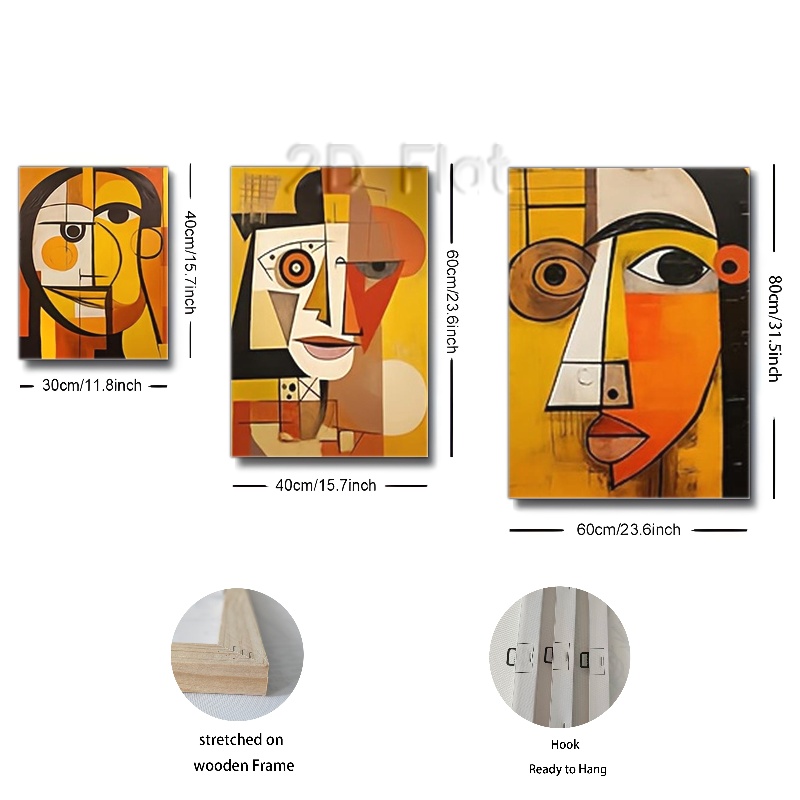 2D Flat
40cm/15.7inch
30cm/11.8inch
60cm/23.6inch
40cm/15.7inch
80cm/31.5inch
60cm/23.6inch
stretched on
wooden Frame
Hook
Ready to Hang